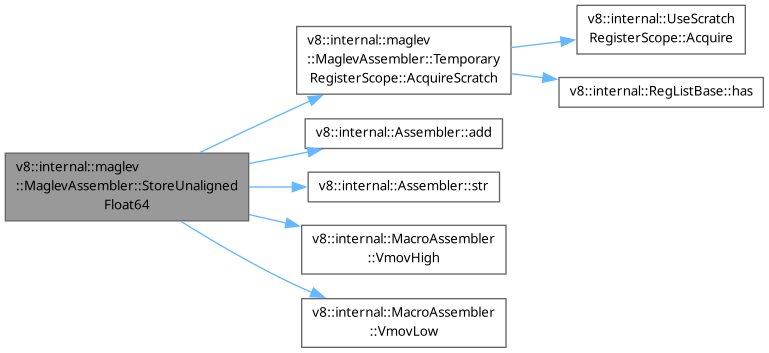 v8::internal::maglev
::MaglevAssembler::StoreUnaligned
Float64
v8::internal::maglev
::MaglevAssembler::Temporary
RegisterScope::AcquireScratch
v8::internal::UseScratch
RegisterScope::Acquire
v8::internal::RegListBase::has
v8::internal::Assembler::add
v8::internal::Assembler::str
v8::internal::MacroAssembler
::VmovHigh
v8::internal::MacroAssembler
::VmovLow